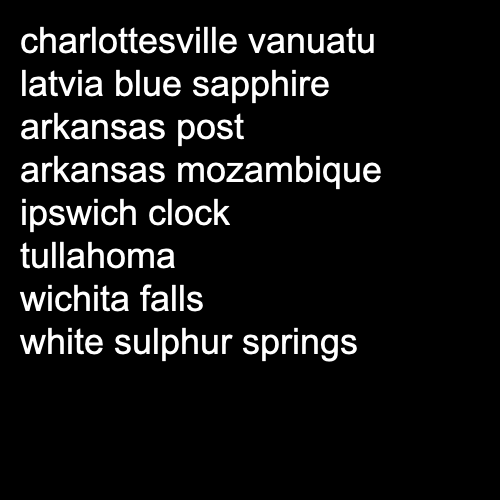 charlottesville vanuatu
latvia blue sapphire
arkansas post
arkansas mozambique
ipswich clock
tullahoma
wichita falls
white sulphur springs